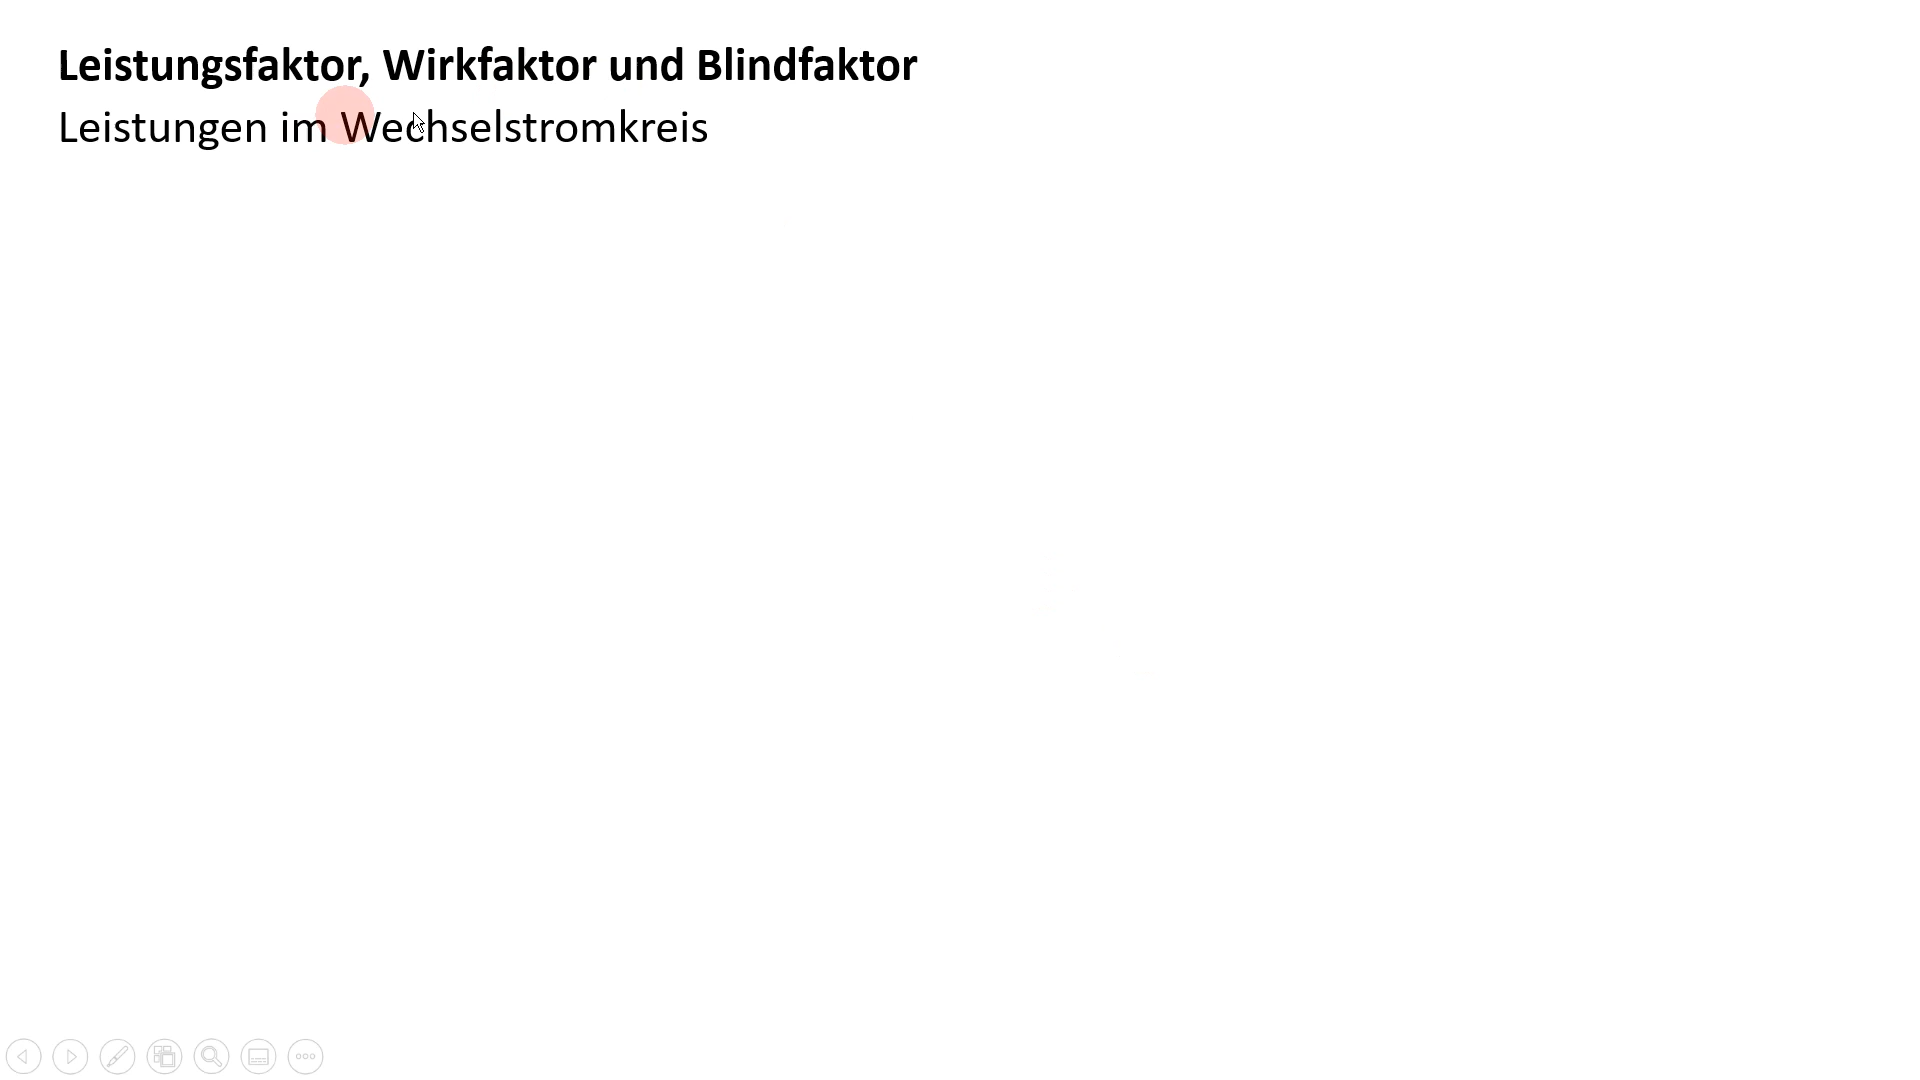 Leistungsfaktor, Wirkfaktor und Blindfaktor
Leistungen im Wechselstromkreis